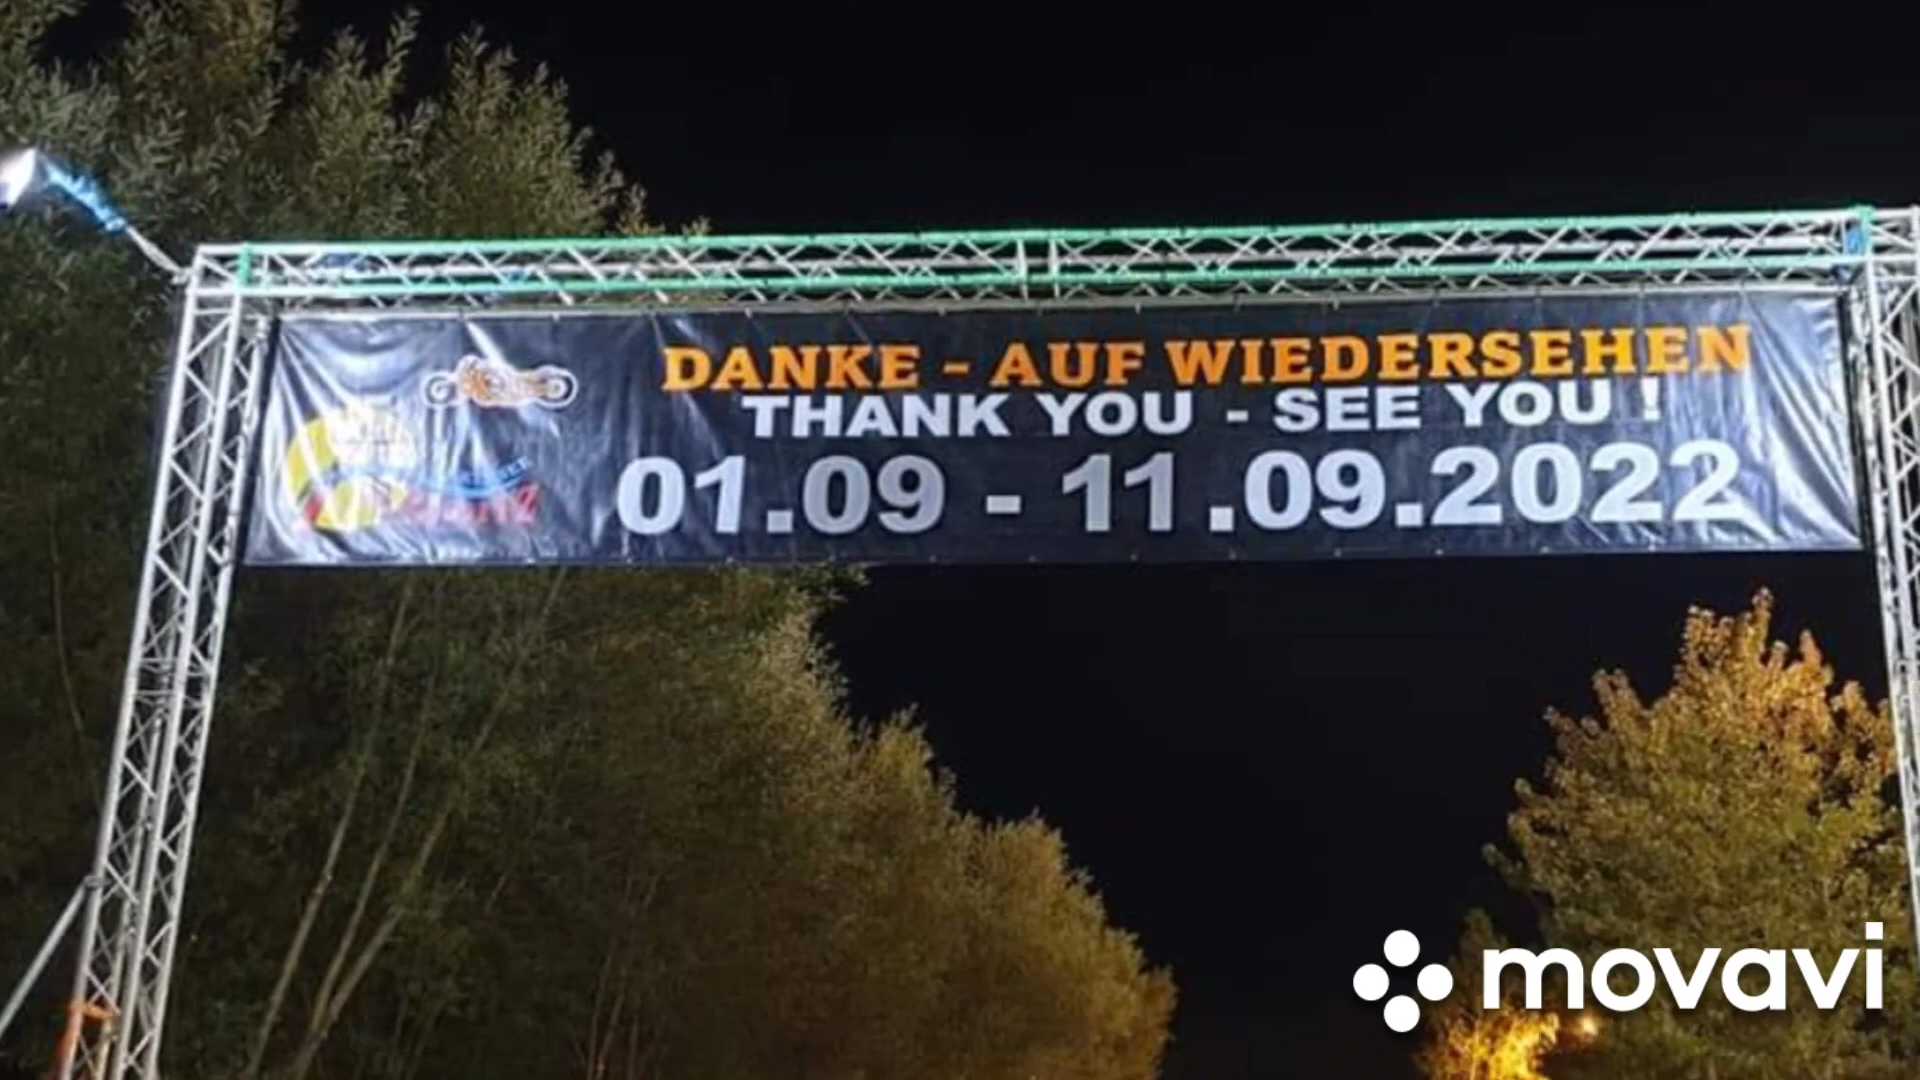 DANKE - AUF WIEDERSEHEN
THANK YOU - SEE YOU !
01.09 - 11.09.2022
movavi